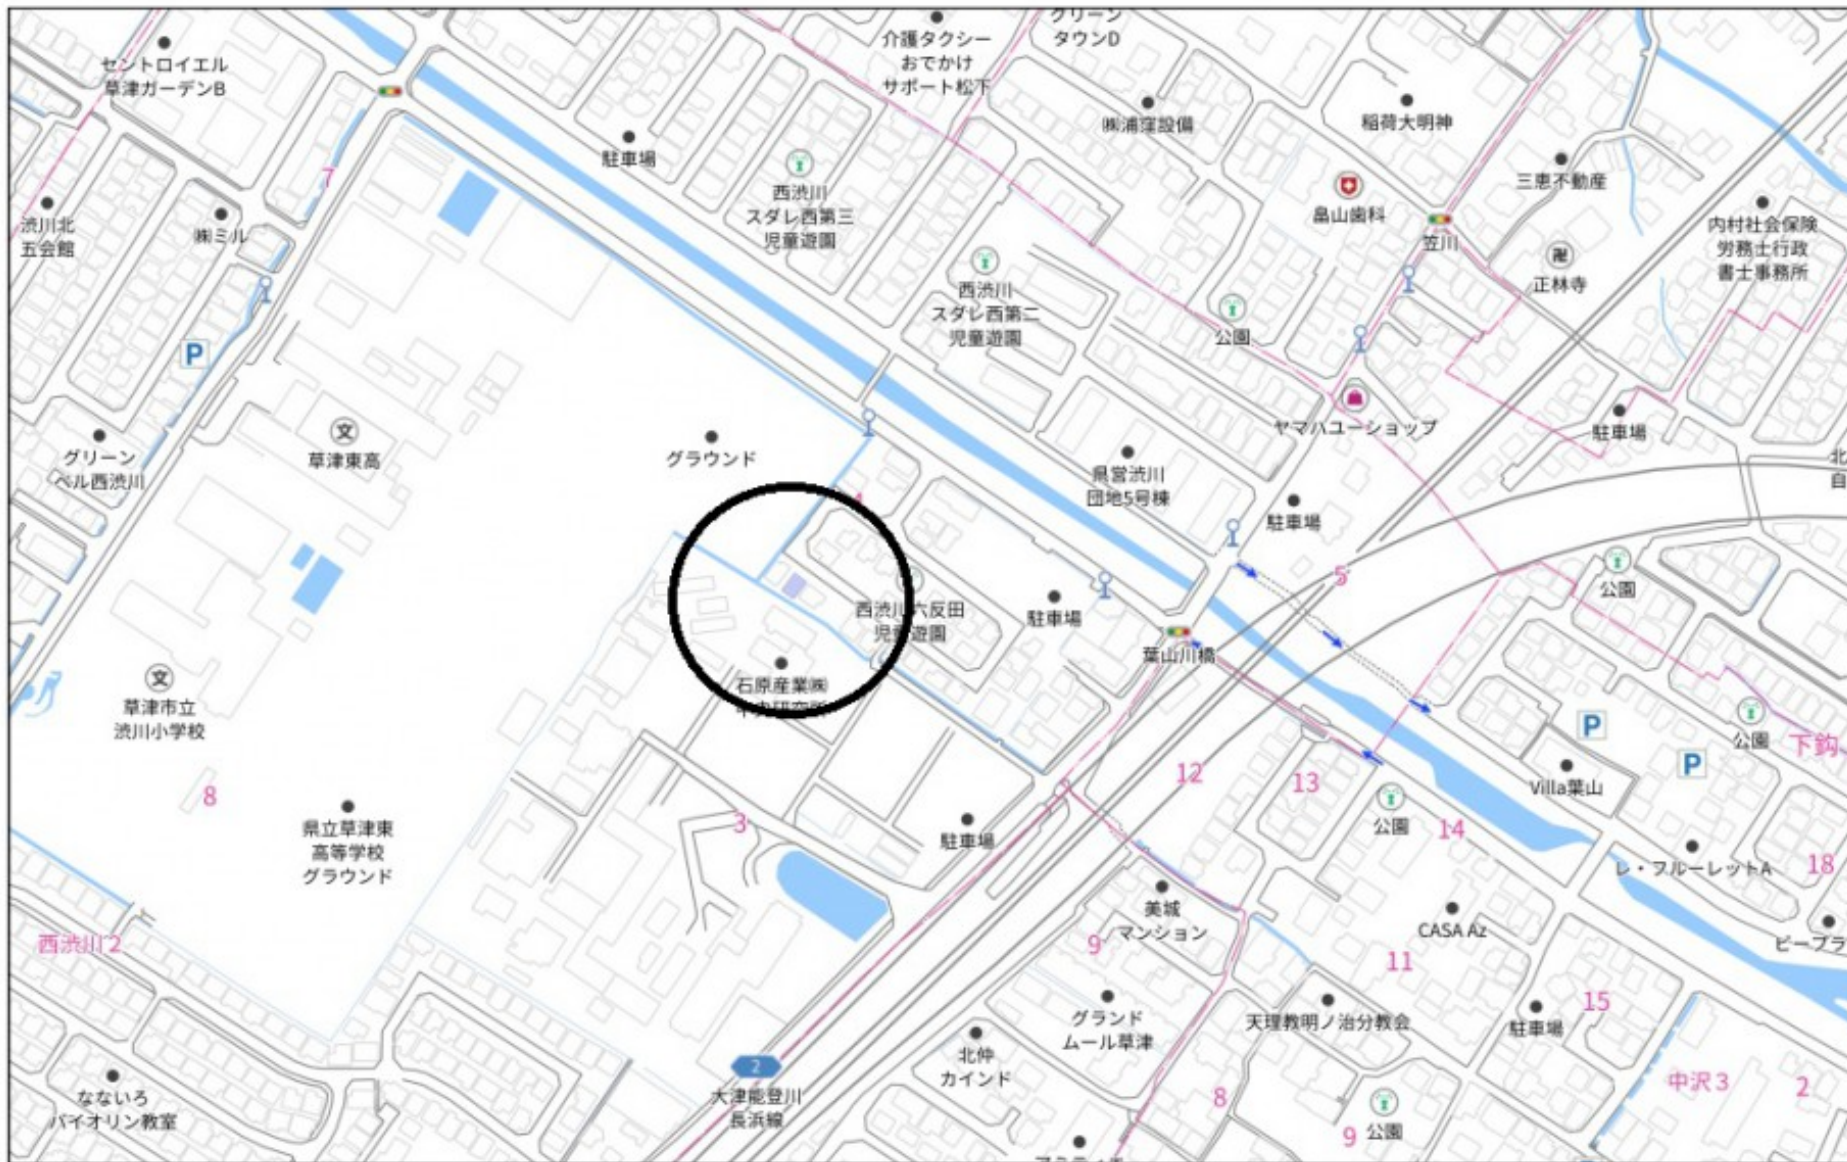 セントロイエル
草津ガーデンB
介護タクシー
おでかけ
サポート松下
グリーン
タウンD
㈱浦窪設備
稲荷大明神
駐車場
三恵不動産
7
西渋川
スダレ西第三
児童遊園
畠山歯科
渋川北
五会館
㈱ミル
笠川
内村社会保険
労務士行政
書士事務所
正林寺
西渋川
スダレ西第二
児童遊園
公園
P
ヤマハユーショップ
駐車場
グリーン
ベル西渋川
文
草津東高
グラウンド
県営渋川
団地5号棟
駐車場
北
自
4
5
公園
西渋川六反田
児童遊園
駐車場
葉山川橋
文
草津市立
渋川小学校
石原産業㈱
中央研究所
P
公園
下鈎
P
12
13
Villa葉山
8
県立草津東
高等学校
グラウンド
3
駐車場
公園
14
レ・フルーレットA
18
美城
マンション
9
CASA Az
ビープラ
西渋川2
11
15
グランド
ムール草津
天理教明ノ治分教会
駐車場
北仲
カインド
2
大津能登川
長浜線
なないろ
バイオリン教室
8
中沢3
2
9
公園